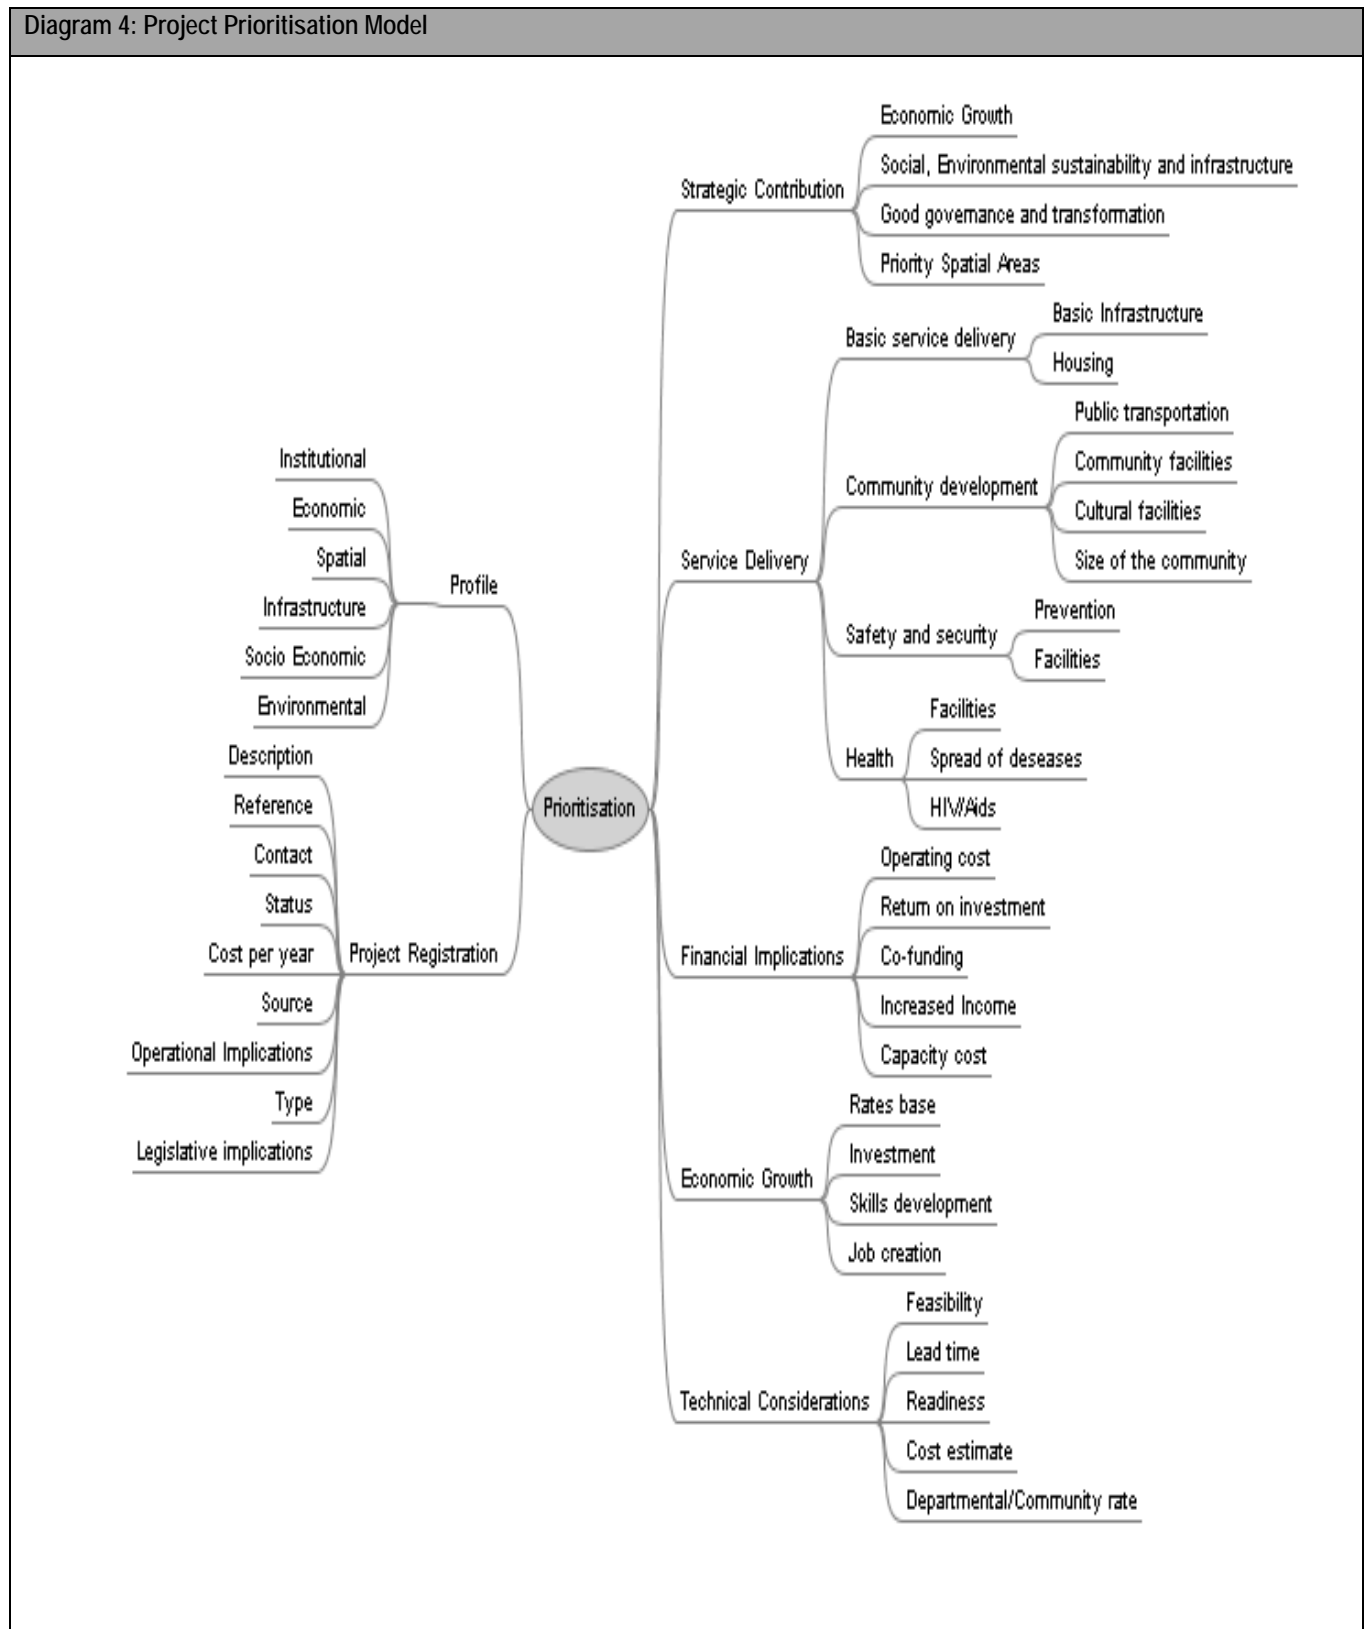 Diagram 4: Project Prioritisation Model
Prioritisation
Profile
Institutional
Economic
Spatial
Infrastructure
Socio Economic
Environmental
Project Registration
Description
Reference
Contact
Status
Cost per year
Source
Operational Implications
Type
Legislative implications
Strategic Contribution
Economic Growth
Social, Environmental sustainability and infrastructure
Good governance and transformation
Priority Spatial Areas
Service Delivery
Basic service delivery
Basic Infrastructure
Housing
Community development
Public transportation
Community facilities
Cultural facilities
Size of the community
Safety and security
Prevention
Facilities
Health
Facilities
Spread of deseases
HIV/Aids
Financial Implications
Operating cost
Return on investment
Co-funding
Increased Income
Capacity cost
Economic Growth
Rates base
Investment
Skills development
Job creation
Technical Considerations
Feasibility
Lead time
Readiness
Cost estimate
Departmental/Community rate